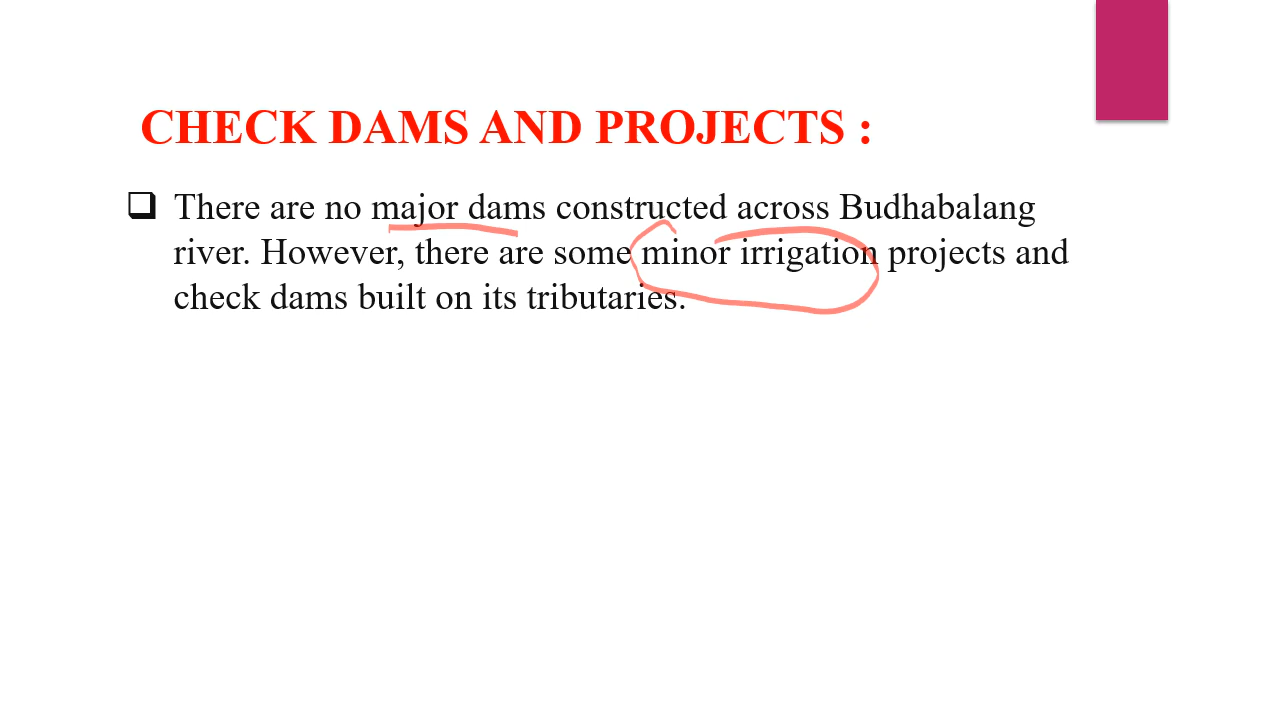 CHECK DAMS AND PROJECTS :
There are no major dams constructed across Budhabalang
river. However, there are some minor irrigation projects and
check dams built on its tributaries.